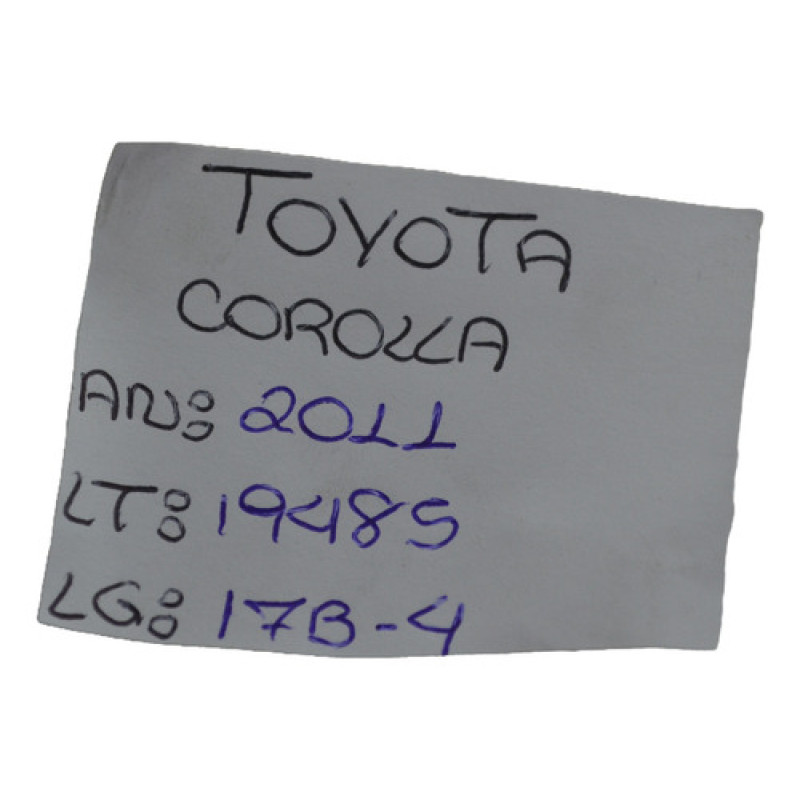 TOYOTA
COROLLA
AN: 2011
LT: 19485
LG: 17B-4